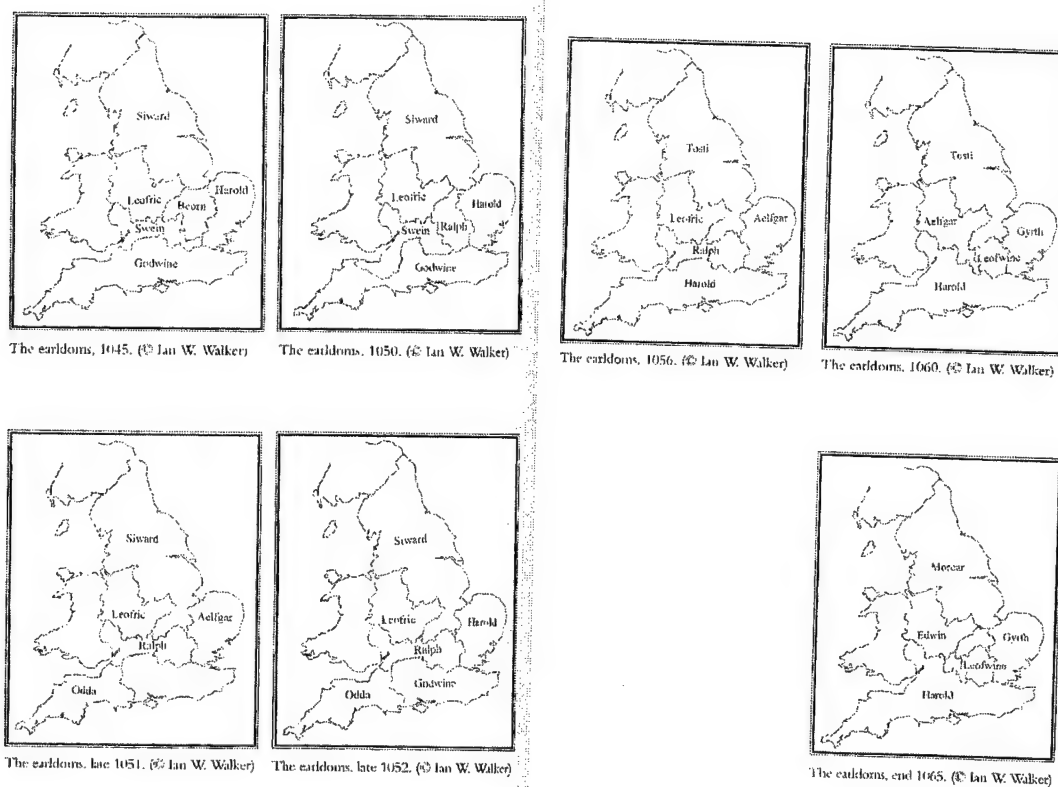 Siward
Harold
Leofric
Beorn
Swein
Godwine
The earldoms, 1045. (© Ian W. Walker)
Siward
Leofric
Harold
Swein
Ralph
Godwine
The earldoms, 1050. (© Ian W. Walker)
Tosti
Leofric
Aelfgar
Ralph
Harold
The earldoms, 1056. (© Ian W. Walker)
Tosti
Aelfgar
Gyrth
Leofwine
Harold
The earldoms, 1060. (© Ian W. Walker)
Siward
Leofric
Aelfgar
Ralph
Odda
The earldoms, late 1051. (© Ian W. Walker)
Siward
Leofric
Harold
Ralph
Odda
Godwine
The earldoms, late 1052. (© Ian W. Walker)
Morcar
Edwin
Gyrth
Leofwine
Harold
The earldoms, end 1065. (© Ian W. Walker)